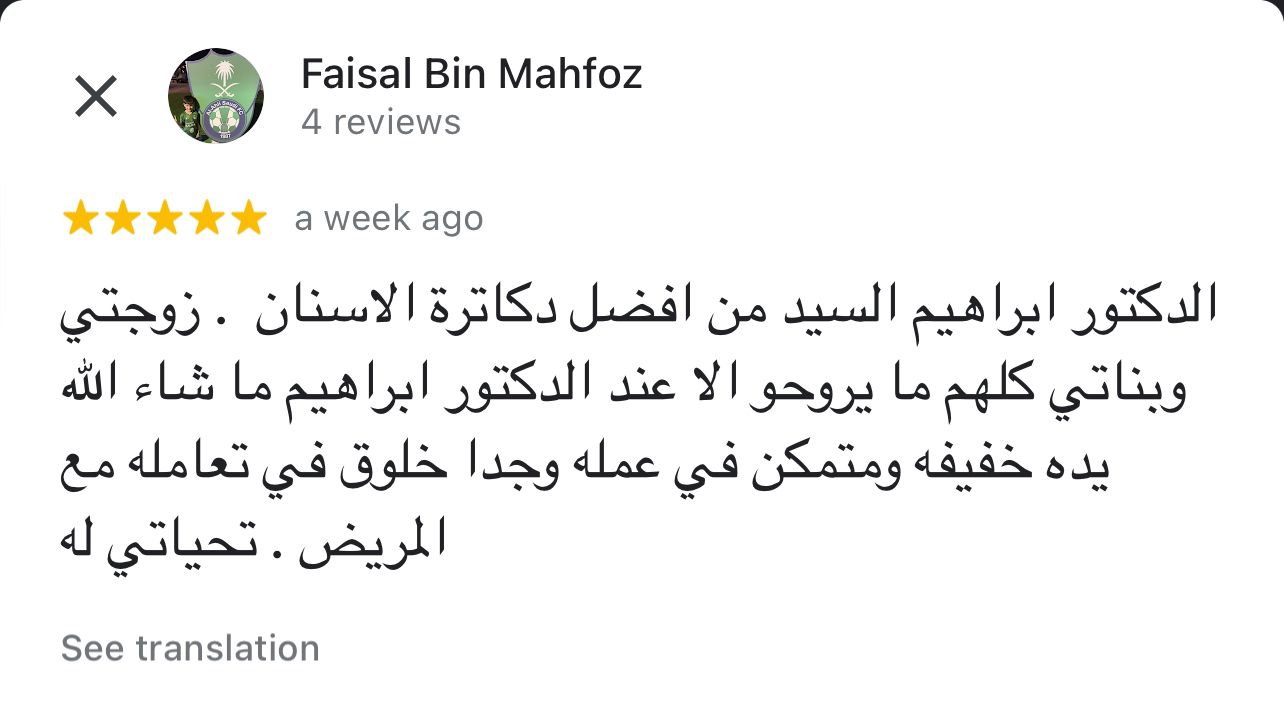 Faisal Bin Mahfoz
4 reviews
a week ago
الدكتور ابراهيم السيد من افضل دكاترة الاسنان . زوجتي
وبناتي كلهم ما يروحو الا عند الدكتور ابراهيم ما شاء الله
يده خفيفه ومتمكن في عمله وجدا خلوق في تعامله مع
المريض . تحياتي له
See translation